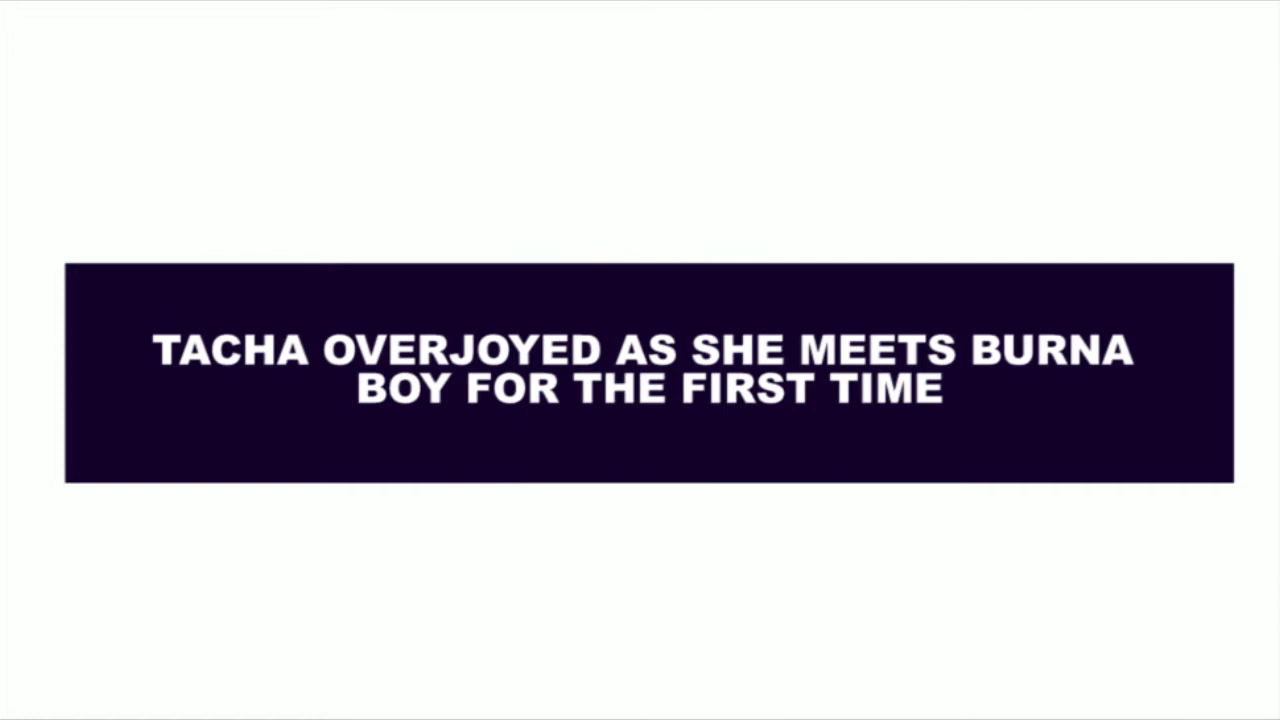 TACHA OVERJOYED AS SHE MEETS BURNA
BOY FOR THE FIRST TIME